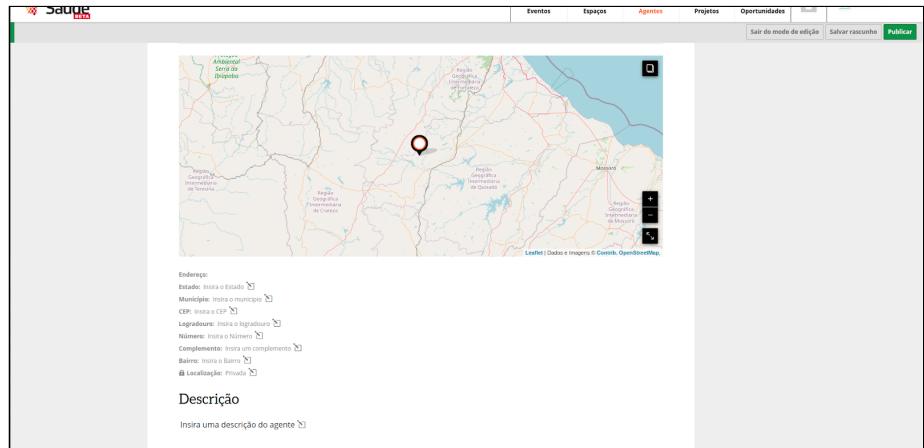 Saúde
BETA
Eventos Espaços Agentes Projetos Oportunidades
Sair do modo de edição Salvar rascunho Publicar
Ambiental
Serra da
Ibiapaba
Região
Geográfica
Intermediária
de Fortaleza
Região
Geográfica
Intermediária
de Teresina
Região
Geográfica
Intermediária
de Crateús
Região
Geográfica
Intermediária
de Quixadá
Mossoró
Região
Geográfica
Intermediária
de Mossoró
+
−
Leaflet | Dados e Imagens © Contrib. OpenStreetMap,
Endereço:
Estado: Insira o Estado
Município: Insira o município
CEP: Insira o CEP
Logradouro: Insira o logradouro
Número: Insira o Número
Complemento: Insira um complemento
Bairro: Insira o Bairro
Localização: Privada
Descrição
Insira uma descrição do agente